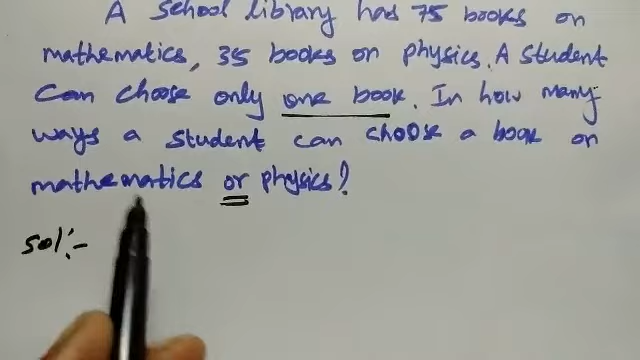 A School library has 75 books on
mathematics, 35 books on physics. A Student
Can choose only one book. In how many
ways a student can choose a book on
mathematics or physics?
Sol:-